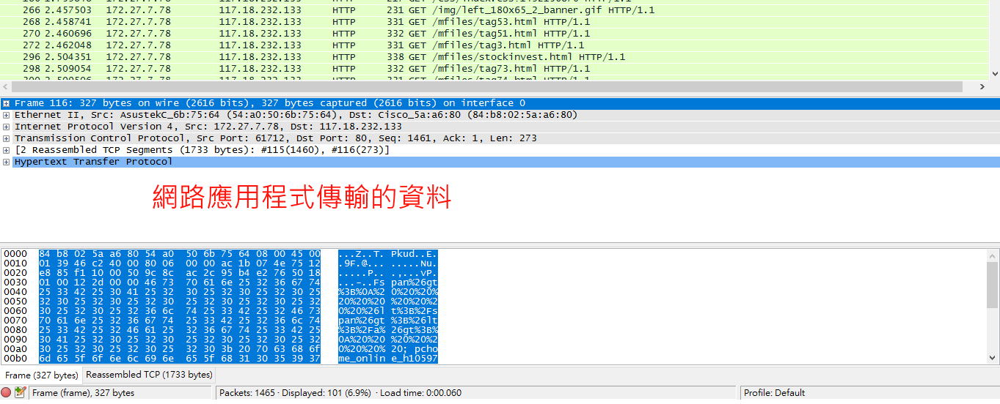 266 2.457503 172.27.7.78 117.18.232.133 HTTP 231 GET /img/left_180x65_2_banner.gif HTTP/1.1
268 2.458741 172.27.7.78 117.18.232.133 HTTP 331 GET /mfiles/tag53.html HTTP/1.1
270 2.460696 172.27.7.78 117.18.232.133 HTTP 332 GET /mfiles/tag51.html HTTP/1.1
272 2.462048 172.27.7.78 117.18.232.133 HTTP 331 GET /mfiles/tag3.html HTTP/1.1
296 2.504351 172.27.7.78 117.18.232.133 HTTP 338 GET /mfiles/stockinvest.html HTTP/1.1
298 2.509054 172.27.7.78 117.18.232.133 HTTP 332 GET /mfiles/tag73.html HTTP/1.1
Frame 116: 327 bytes on wire (2616 bits), 327 bytes captured (2616 bits) on interface 0
Ethernet II, Src: AsustekC_6b:75:64 (54:a0:50:6b:75:64), Dst: Cisco_5a:a6:80 (84:b8:02:5a:a6:80)
Internet Protocol Version 4, Src: 172.27.7.78, Dst: 117.18.232.133
Transmission Control Protocol, Src Port: 61712, Dst Port: 80, Seq: 1461, Ack: 1, Len: 273
[2 Reassembled TCP Segments (1733 bytes): #115(1460), #116(273)]
Hypertext Transfer Protocol
網路應用程式傳輸的資料
0000 84 b8 02 5a a6 80 54 a0 50 6b 75 64 08 00 45 00 ...Z..T. Pkud..E.
0010 01 39 46 c2 40 00 80 06 00 00 ac 1b 07 4e 75 12 .9F.@... .....Nu.
0020 e8 85 f1 10 00 50 9c 8c ac 2c 95 b4 e2 76 50 18 .....P.. .,...vP.
0030 01 00 12 2d 00 00 46 73 70 61 6e 25 32 36 67 74 ...-..Fs pan%26gt
0040 25 33 42 25 30 41 25 32 30 25 32 30 25 32 30 25 %3B%0A%2 0%20%20%
0050 32 30 25 32 30 25 32 30 25 32 30 25 32 30 25 32 20%20%20 %20%20%2
0060 30 25 32 30 25 32 36 6c 74 25 33 42 25 32 46 73 0%20%26l t%3B%2Fs
0070 70 61 6e 25 32 36 67 74 25 33 42 25 32 36 6c 74 pan%26gt %3B%26lt
0080 25 33 42 25 32 46 61 25 32 36 67 74 25 33 42 25 %3B%2Fa% 26gt%3B%
0090 30 41 25 32 30 25 32 30 25 32 30 25 32 30 25 32 0A%20%20 %20%20%2
00a0 30 25 32 30 25 32 30 25 32 30 3b 20 70 63 68 6f 0%20%20% 20; pcho
00b0 6d 65 5f 6f 6e 6c 69 6e 65 5f 68 31 30 35 39 37 me_onlin e_h10597
Frame (327 bytes) Reassembled TCP (1733 bytes)
Frame (frame), 327 bytes Packets: 1465 · Displayed: 101 (6.9%) · Load time: 0:00.060 Profile: Default